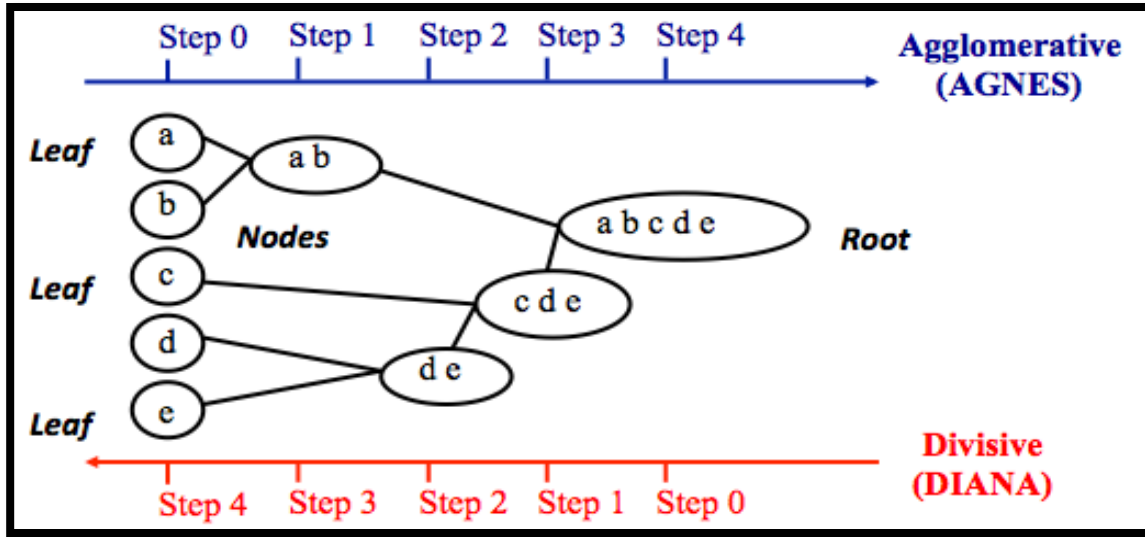 Step 0 Step 1 Step 2 Step 3 Step 4
Agglomerative
(AGNES)
Leaf
a
a b
b
Nodes
a b c d e
Root
Leaf
c
c d e
d
d e
Leaf
e
Divisive
(DIANA)
Step 4 Step 3 Step 2 Step 1 Step 0